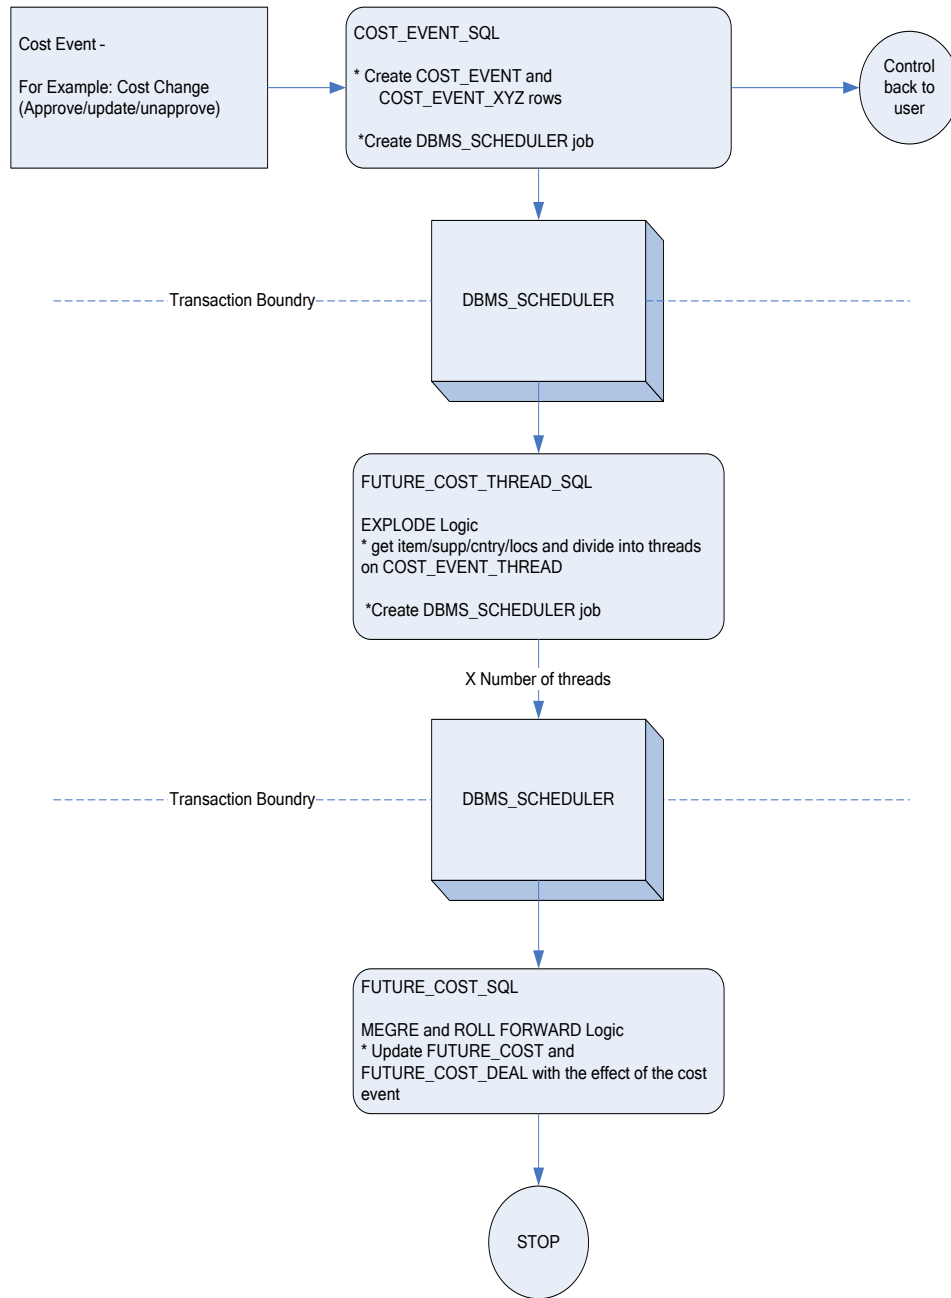 Cost Event -
For Example: Cost Change
(Approve/update/unapprove)
COST_EVENT_SQL
* Create COST_EVENT and
COST_EVENT_XYZ rows
*Create DBMS_SCHEDULER job
Control
back to
user
Transaction Boundry
DBMS_SCHEDULER
FUTURE_COST_THREAD_SQL
EXPLODE Logic
* get item/supp/cntry/locs and divide into threads
on COST_EVENT_THREAD
*Create DBMS_SCHEDULER job
X Number of threads
Transaction Boundry
DBMS_SCHEDULER
FUTURE_COST_SQL
MEGRE and ROLL FORWARD Logic
* Update FUTURE_COST and
FUTURE_COST_DEAL with the effect of the cost
event
STOP